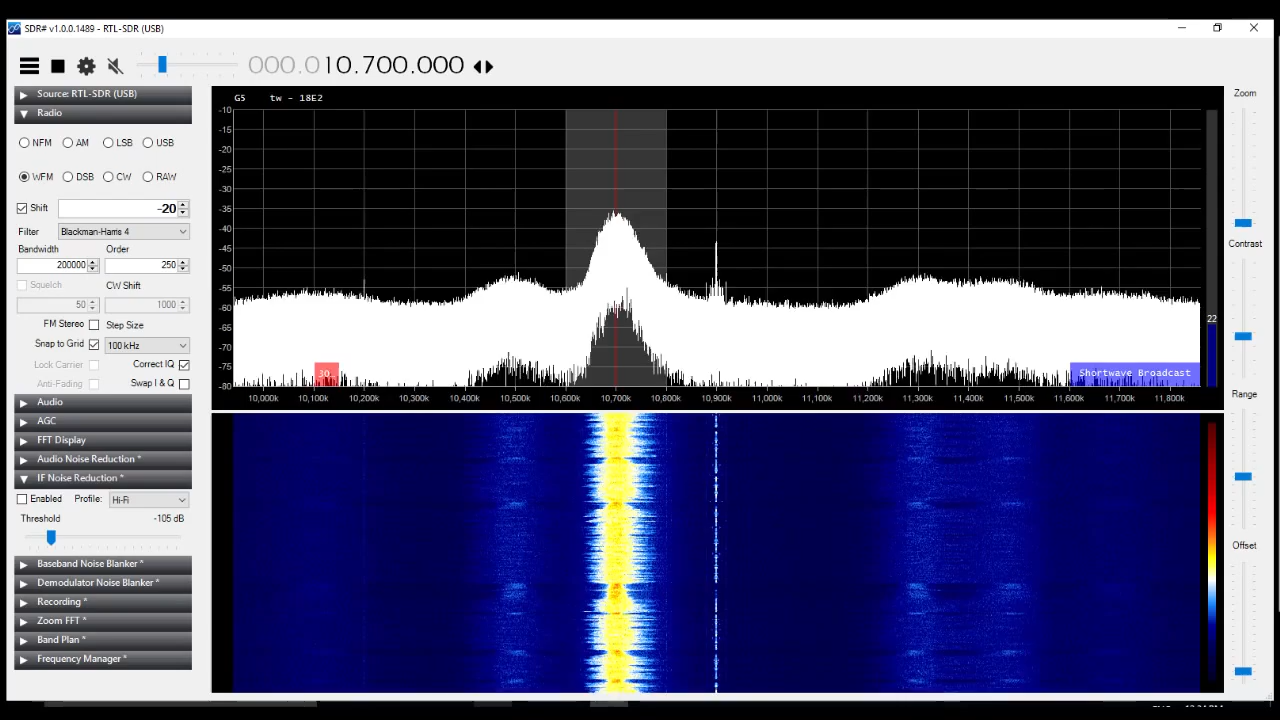 SDR# v1.0.0.1489 - RTL-SDR (USB)
000.010.700.000
Source: RTL-SDR (USB)
Radio
NFM AM LSB USB
WFM DSB CW RAW
Shift -20
Filter Blackman-Harris 4
Bandwidth Order
200000 250
Squelch CW Shift
50 1000
FM Stereo Step Size
Snap to Grid 100 kHz
Lock Carrier Correct IQ
Anti-Fading Swap I & Q
Audio
AGC
FFT Display
Audio Noise Reduction *
IF Noise Reduction *
Enabled Profile: Hi-Fi
Threshold -105 dB
Baseband Noise Blanker *
Demodulator Noise Blanker *
Recording *
Zoom FFT *
Band Plan *
Frequency Manager *
G5 tw - 18E2
-10
-15
-20
-25
-30
-35
-40
-45
-50
-55
-60
-65
-70
-75
-80
Shortwave Broadcast
10,000k 10,100k 10,200k 10,300k 10,400k 10,500k 10,600k 10,700k 10,800k 10,900k 11,000k 11,100k 11,200k 11,300k 11,400k 11,500k 11,600k 11,700k 11,800k
22
Zoom
Contrast
Range
Offset